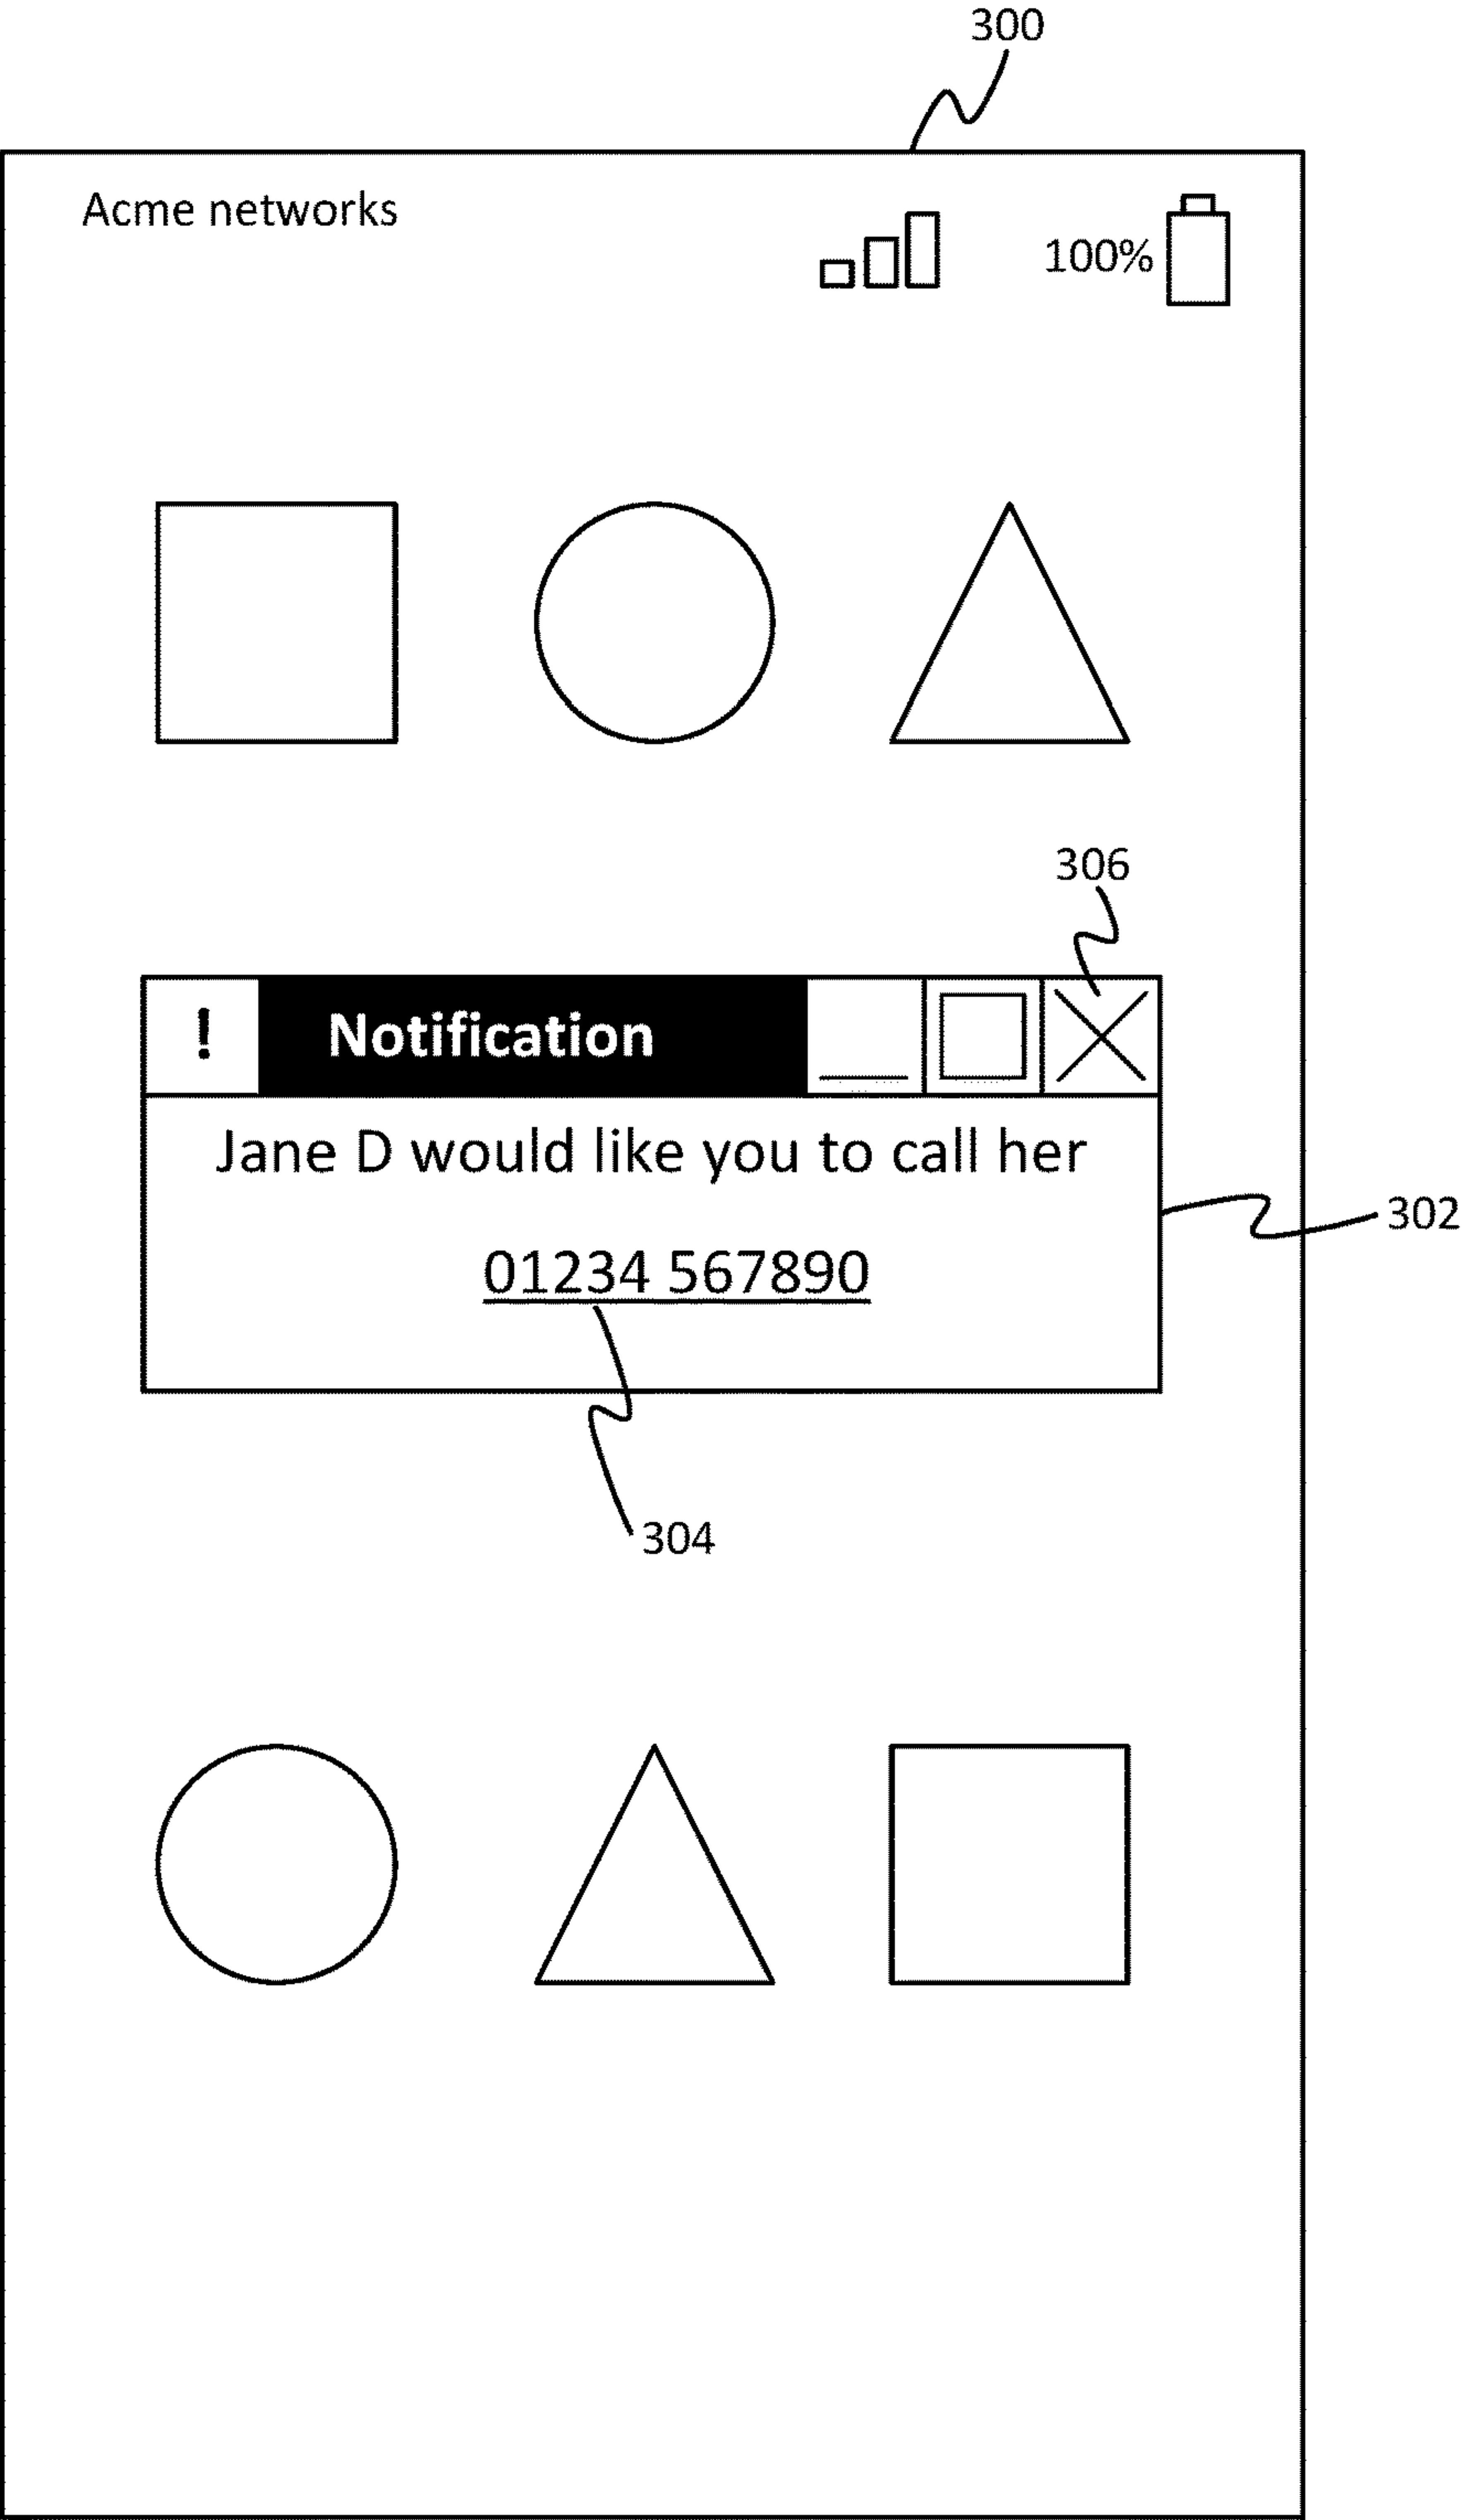 300
Acme networks
100%
306
! Notification
Jane D would like you to call her
302
01234 567890
304